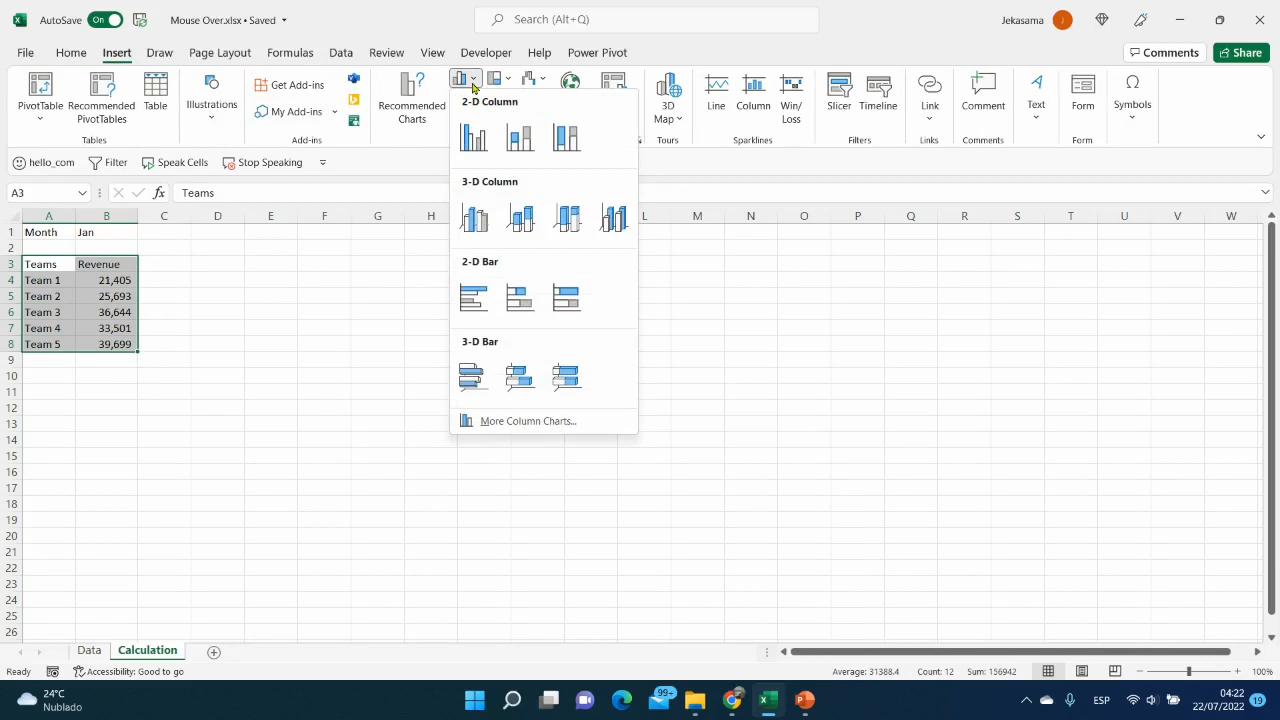 AutoSave On Mouse Over.xlsx • Saved Search (Alt+Q) Jekasama J
File Home Insert Draw Page Layout Formulas Data Review View Developer Help Power Pivot Comments Share
PivotTable Recommended PivotTables Table Illustrations Get Add-ins My Add-ins Recommended Charts 3D Map Line Column Win/Loss Slicer Timeline Link Comment Text Form Symbols
Tables Add-ins Tours Sparklines Filters Links Comments Form
hello_com Filter Speak Cells Stop Speaking
A3 fx Teams
2-D Column
3-D Column
2-D Bar
3-D Bar
More Column Charts...
A B C D E F G H L M N O P Q R S T U V W
1 Month Jan
2
3 Teams Revenue
4 Team 1 21,405
5 Team 2 25,693
6 Team 3 36,644
7 Team 4 33,501
8 Team 5 39,699
9
10
11
12
13
14
15
16
17
18
19
20
21
22
23
24
25
26
Data Calculation
Ready Accessibility: Good to go Average: 31388.4 Count: 12 Sum: 156942 100%
24°C
Nublado
99+
ESP
04:22
22/07/2022
19